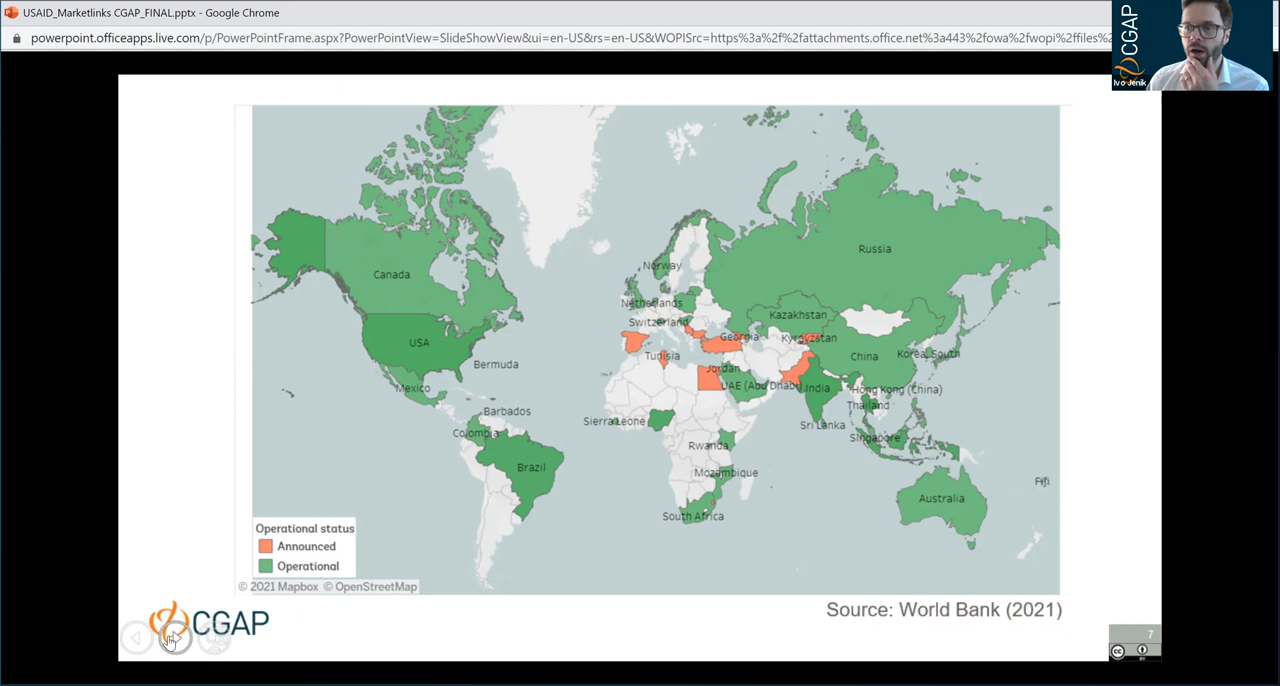 USAID_Marketlinks CGAP_FINAL.pptx - Google Chrome
powerpoint.officeapps.live.com/p/PowerPointFrame.aspx?PowerPointView=SlideShowView&ui=en-US&rs=en-US&WOPISrc=https%3a%2f%2fattachments.office.net%3a443%2fowa%2fwopi%2ffiles%2
CGAP
Ivo Jenik
Russia
Norway
Canada
Netherlands
Kazakhstan
Switzerland
Georgia
Kyrgyzstan
USA
Tunisia
China
Korea, South
Bermuda
Jordan
Mexico
UAE (Abu Dhabi)
India
Hong Kong (China)
Thailand
Barbados
Sierra Leone
Sri Lanka
Colombia
Singapore
Rwanda
Brazil
Mozambique
Fiji
Australia
South Africa
Operational status
Announced
Operational
© 2021 Mapbox © OpenStreetMap
Source: World Bank (2021)
CGAP
7
cc
BY